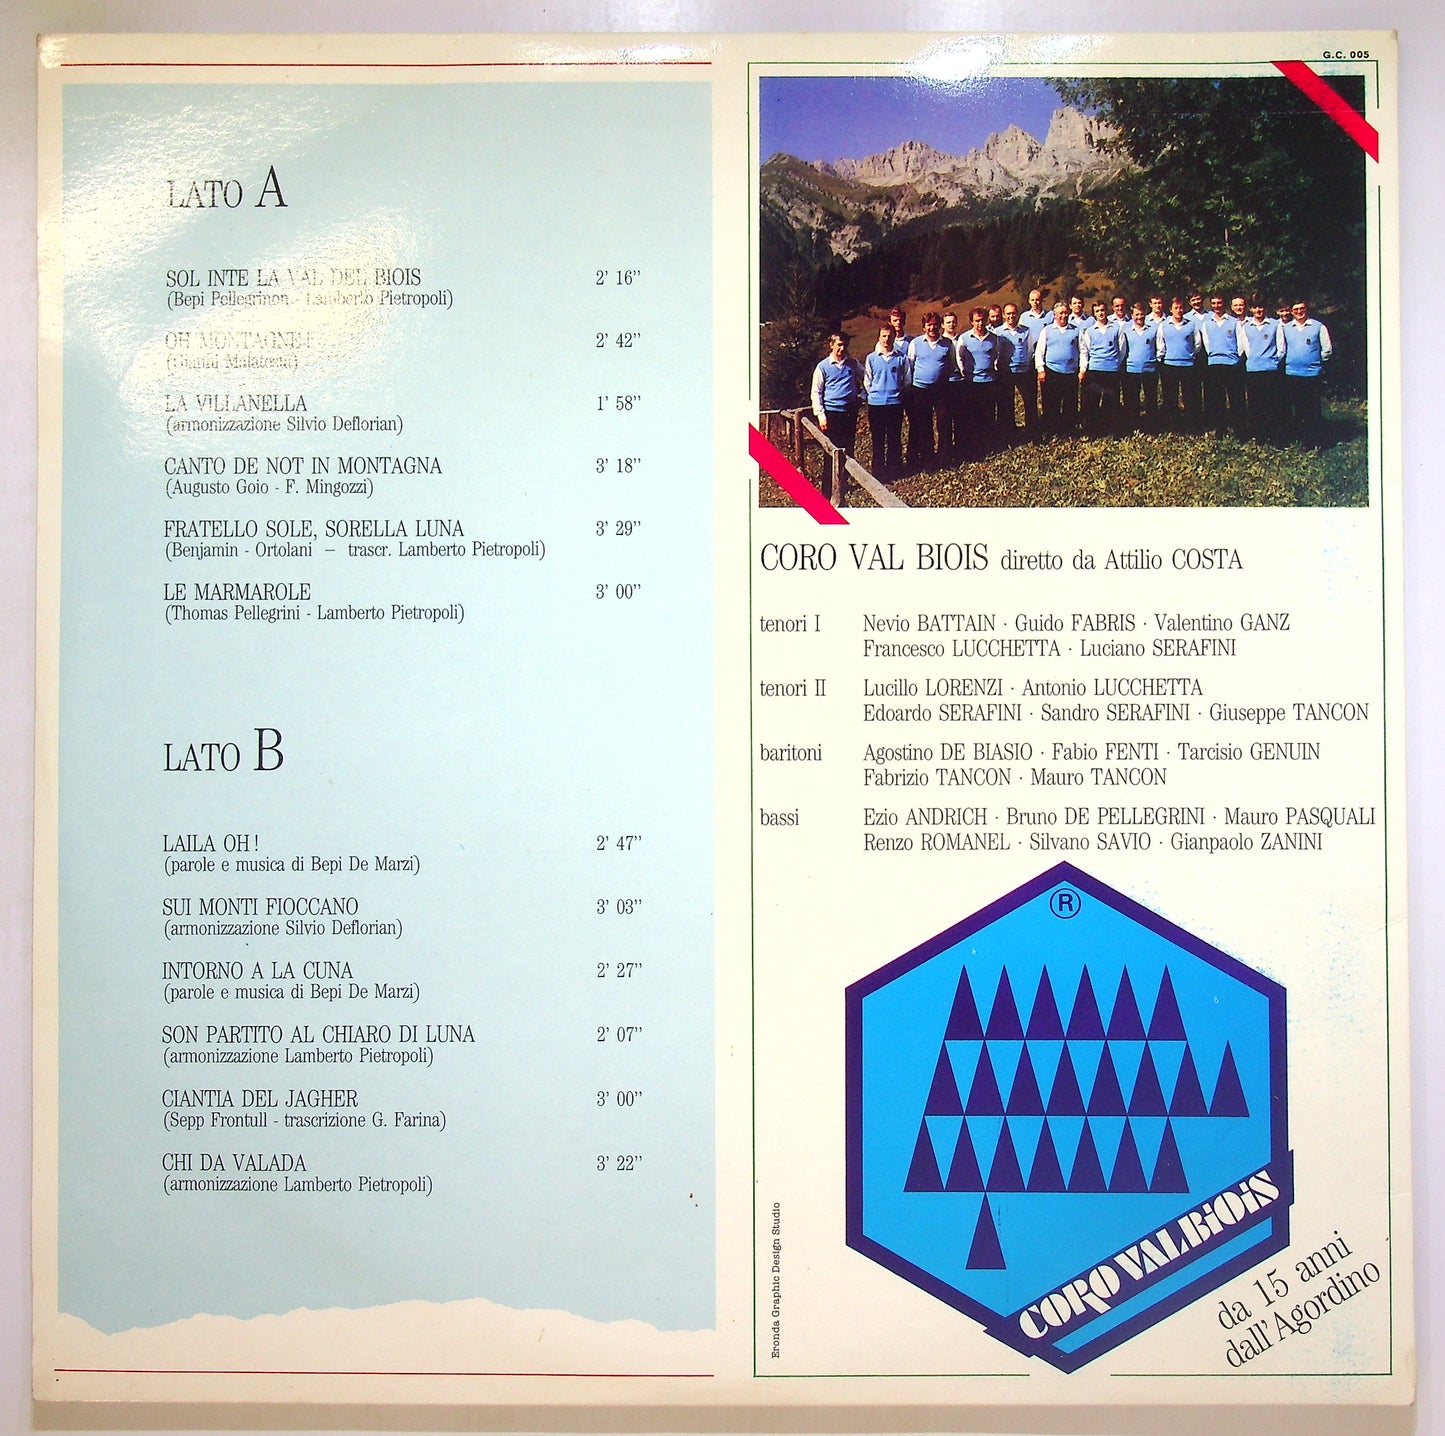 G.C. 005
LATO A
SOL INTE LA VAL DEL BIOIS 2' 16"
(Bepi Pellegrinon - Lamberto Pietropoli)
OH MONTAGNE! 2' 42"
(Gianni Malatesta)
LA VILLANELLA 1' 58"
(armonizzazione Silvio Deflorian)
CANTO DE NOT IN MONTAGNA 3' 18"
(Augusto Goio - F. Mingozzi)
FRATELLO SOLE, SORELLA LUNA 3' 29"
(Benjamin - Ortolani – trascr. Lamberto Pietropoli)
LE MARMAROLE 3' 00"
(Thomas Pellegrini - Lamberto Pietropoli)
LATO B
LAILA OH! 2' 47"
(parole e musica di Bepi De Marzi)
SUI MONTI FIOCCANO 3' 03"
(armonizzazione Silvio Deflorian)
INTORNO A LA CUNA 2' 27"
(parole e musica di Bepi De Marzi)
SON PARTITO AL CHIARO DI LUNA 2' 07"
(armonizzazione Lamberto Pietropoli)
CIANTIA DEL JAGHER 3' 00"
(Sepp Frontull - trascrizione G. Farina)
CHI DA VALADA 3' 22"
(armonizzazione Lamberto Pietropoli)
CORO VAL BIOIS diretto da Attilio COSTA
tenori I Nevio BATTAIN · Guido FABRIS · Valentino GANZ
Francesco LUCCHETTA · Luciano SERAFINI
tenori II Lucillo LORENZI · Antonio LUCCHETTA
Edoardo SERAFINI · Sandro SERAFINI · Giuseppe TANCON
baritoni Agostino DE BIASIO · Fabio FENTI · Tarcisio GENUIN
Fabrizio TANCON · Mauro TANCON
bassi Ezio ANDRICH · Bruno DE PELLEGRINI · Mauro PASQUALI
Renzo ROMANEL · Silvano SAVIO · Gianpaolo ZANINI
®
CORO VALBiOiS
da 15 anni
dall'Agordino
Eronda Graphic Design Studio